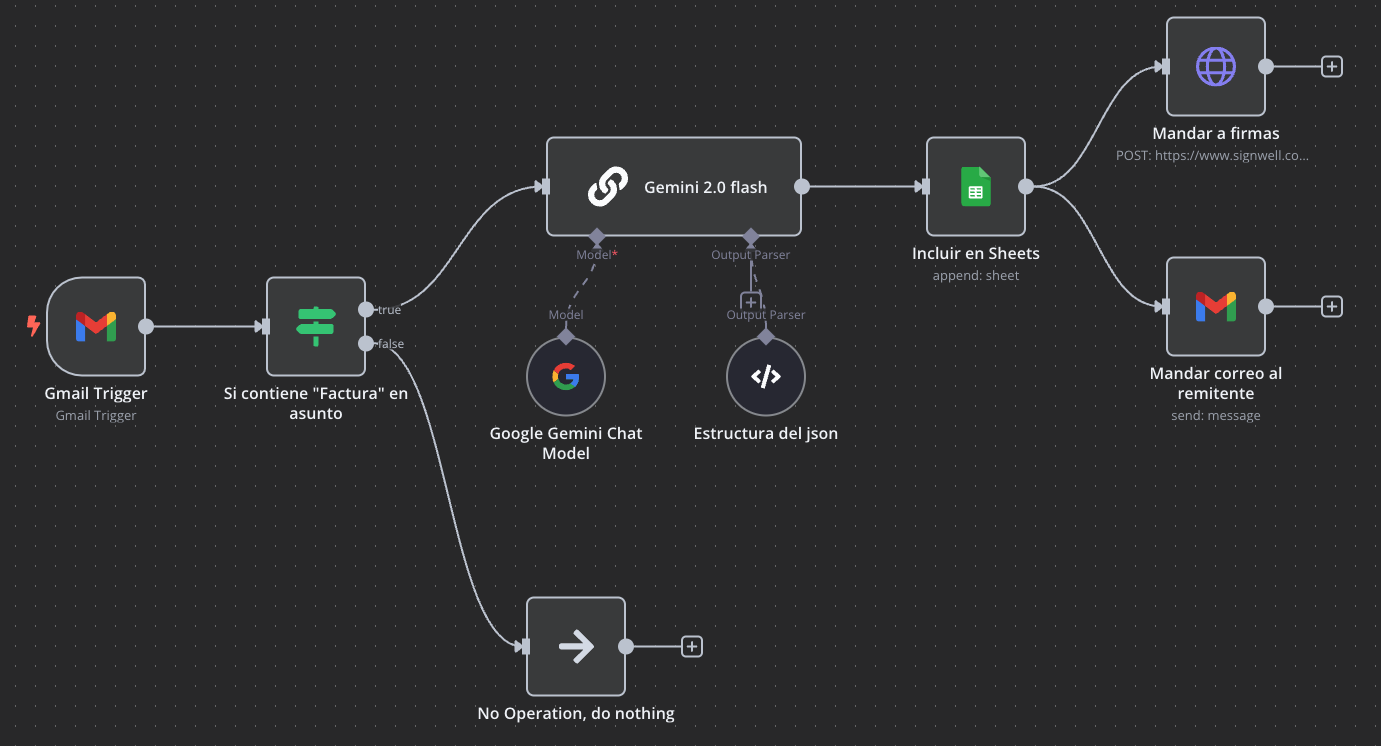 Mandar a firmas
POST: https://www.signwell.co...
Gemini 2.0 flash
Model*
Output Parser
Incluir en Sheets
append: sheet
true
false
Model
Output Parser
Gmail Trigger
Gmail Trigger
Si contiene "Factura" en
asunto
Google Gemini Chat
Model
Estructura del json
Mandar correo al
remitente
send: message
No Operation, do nothing